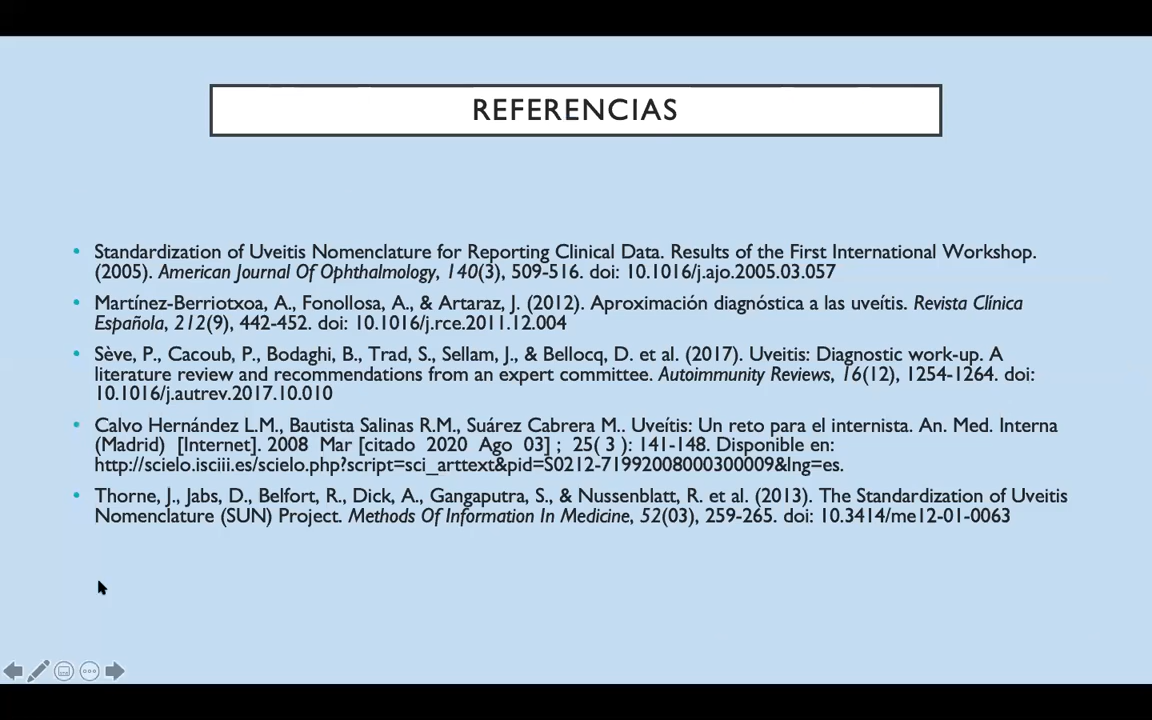 REFERENCIAS
• Standardization of Uveitis Nomenclature for Reporting Clinical Data. Results of the First International Workshop.
(2005). American Journal Of Ophthalmology, 140(3), 509-516. doi: 10.1016/j.ajo.2005.03.057
• Martínez-Berriotxoa, A., Fonollosa, A., & Artaraz, J. (2012). Aproximación diagnóstica a las uveítis. Revista Clínica
Española, 212(9), 442-452. doi: 10.1016/j.rce.2011.12.004
• Sève, P., Cacoub, P., Bodaghi, B., Trad, S., Sellam, J., & Bellocq, D. et al. (2017). Uveitis: Diagnostic work-up. A
literature review and recommendations from an expert committee. Autoimmunity Reviews, 16(12), 1254-1264. doi:
10.1016/j.autrev.2017.10.010
• Calvo Hernández L.M., Bautista Salinas R.M., Suárez Cabrera M.. Uveítis: Un reto para el internista. An. Med. Interna
(Madrid) [Internet]. 2008 Mar [citado 2020 Ago 03] ; 25( 3 ): 141-148. Disponible en:
http://scielo.isciii.es/scielo.php?script=sci_arttext&pid=S0212-71992008000300009&lng=es.
• Thorne, J., Jabs, D., Belfort, R., Dick, A., Gangaputra, S., & Nussenblatt, R. et al. (2013). The Standardization of Uveitis
Nomenclature (SUN) Project. Methods Of Information In Medicine, 52(03), 259-265. doi: 10.3414/me12-01-0063